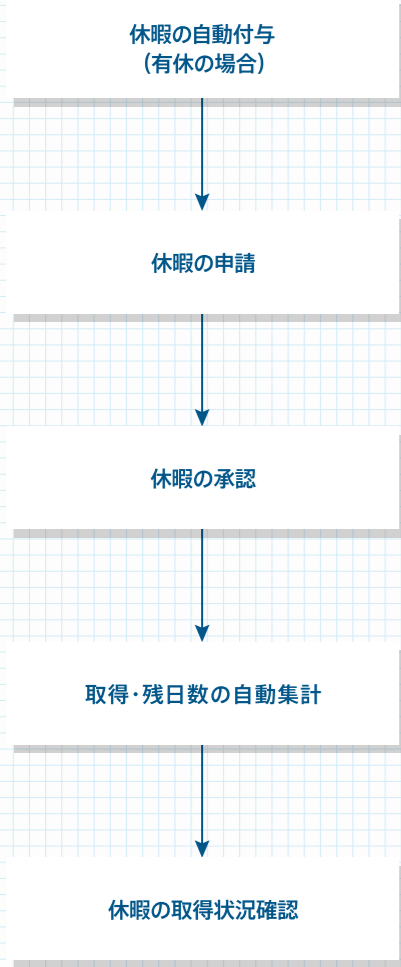 休暇の自動付与
(有休の場合)
休暇の申請
休暇の承認
取得・残日数の自動集計
休暇の取得状況確認